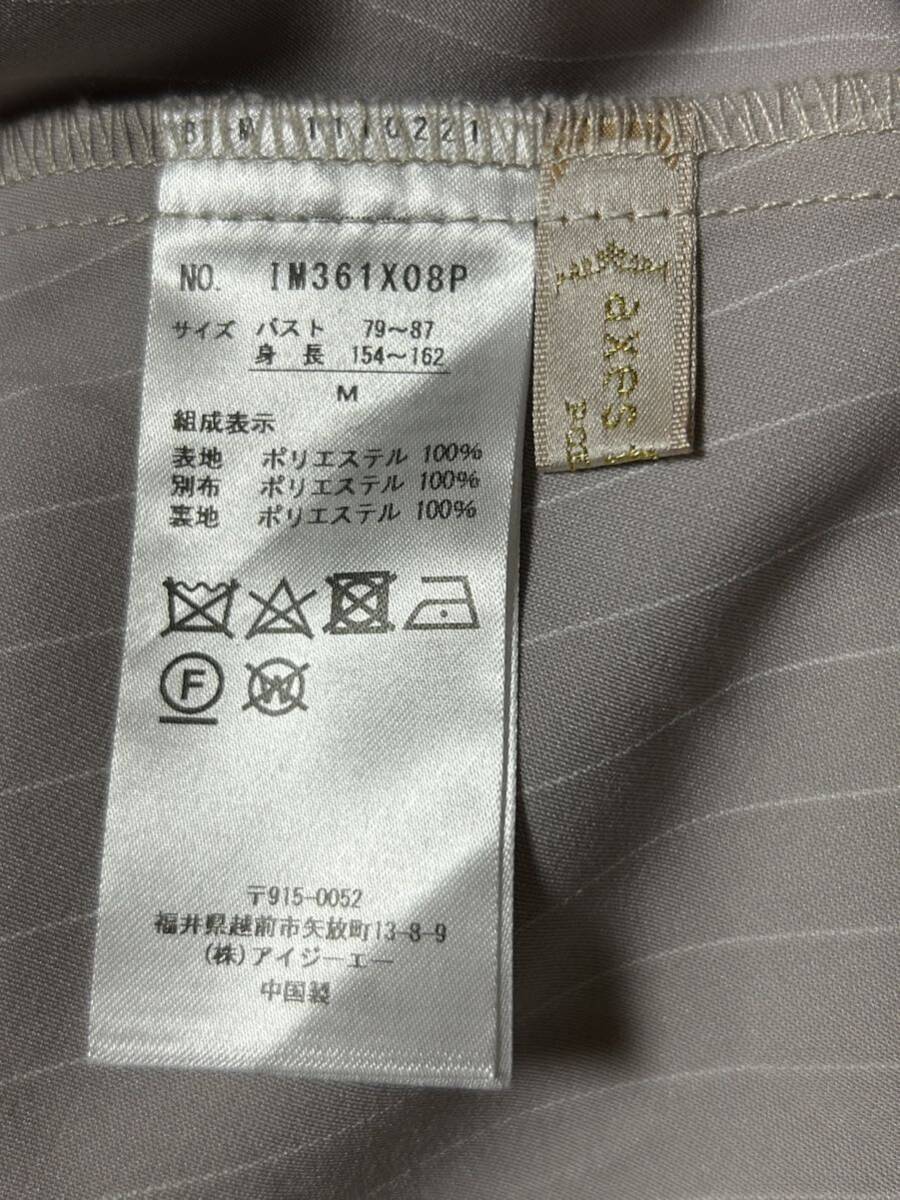 NO. IM361X08P
サイズ バスト 79～87
身長 154～162
M
組成表示
表地 ポリエステル 100%
別布 ポリエステル 100%
裏地 ポリエステル 100%
F
W
〒915-0052
福井県越前市矢放町13-8-9
(株)アイジーエー
中国製
axes